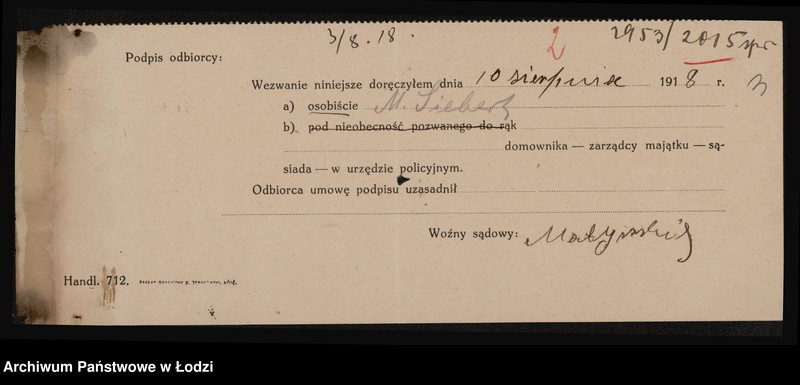 3/8.18.
2
2953/2015
Podpis odbiorcy:
Wezwanie niniejsze doręczyłem dnia 10 sierpnia 1918 r.
a) osobiście M. Siebert
b) pod nieobecność pozwanego do rąk
domownika — zarządcy majątku — są-
siada — w urzędzie policyjnym.
Odbiorca umowę podpisu uzasadnił
Woźny sądowy:
Handl. 712.
Archiwum Państwowe w Łodzi